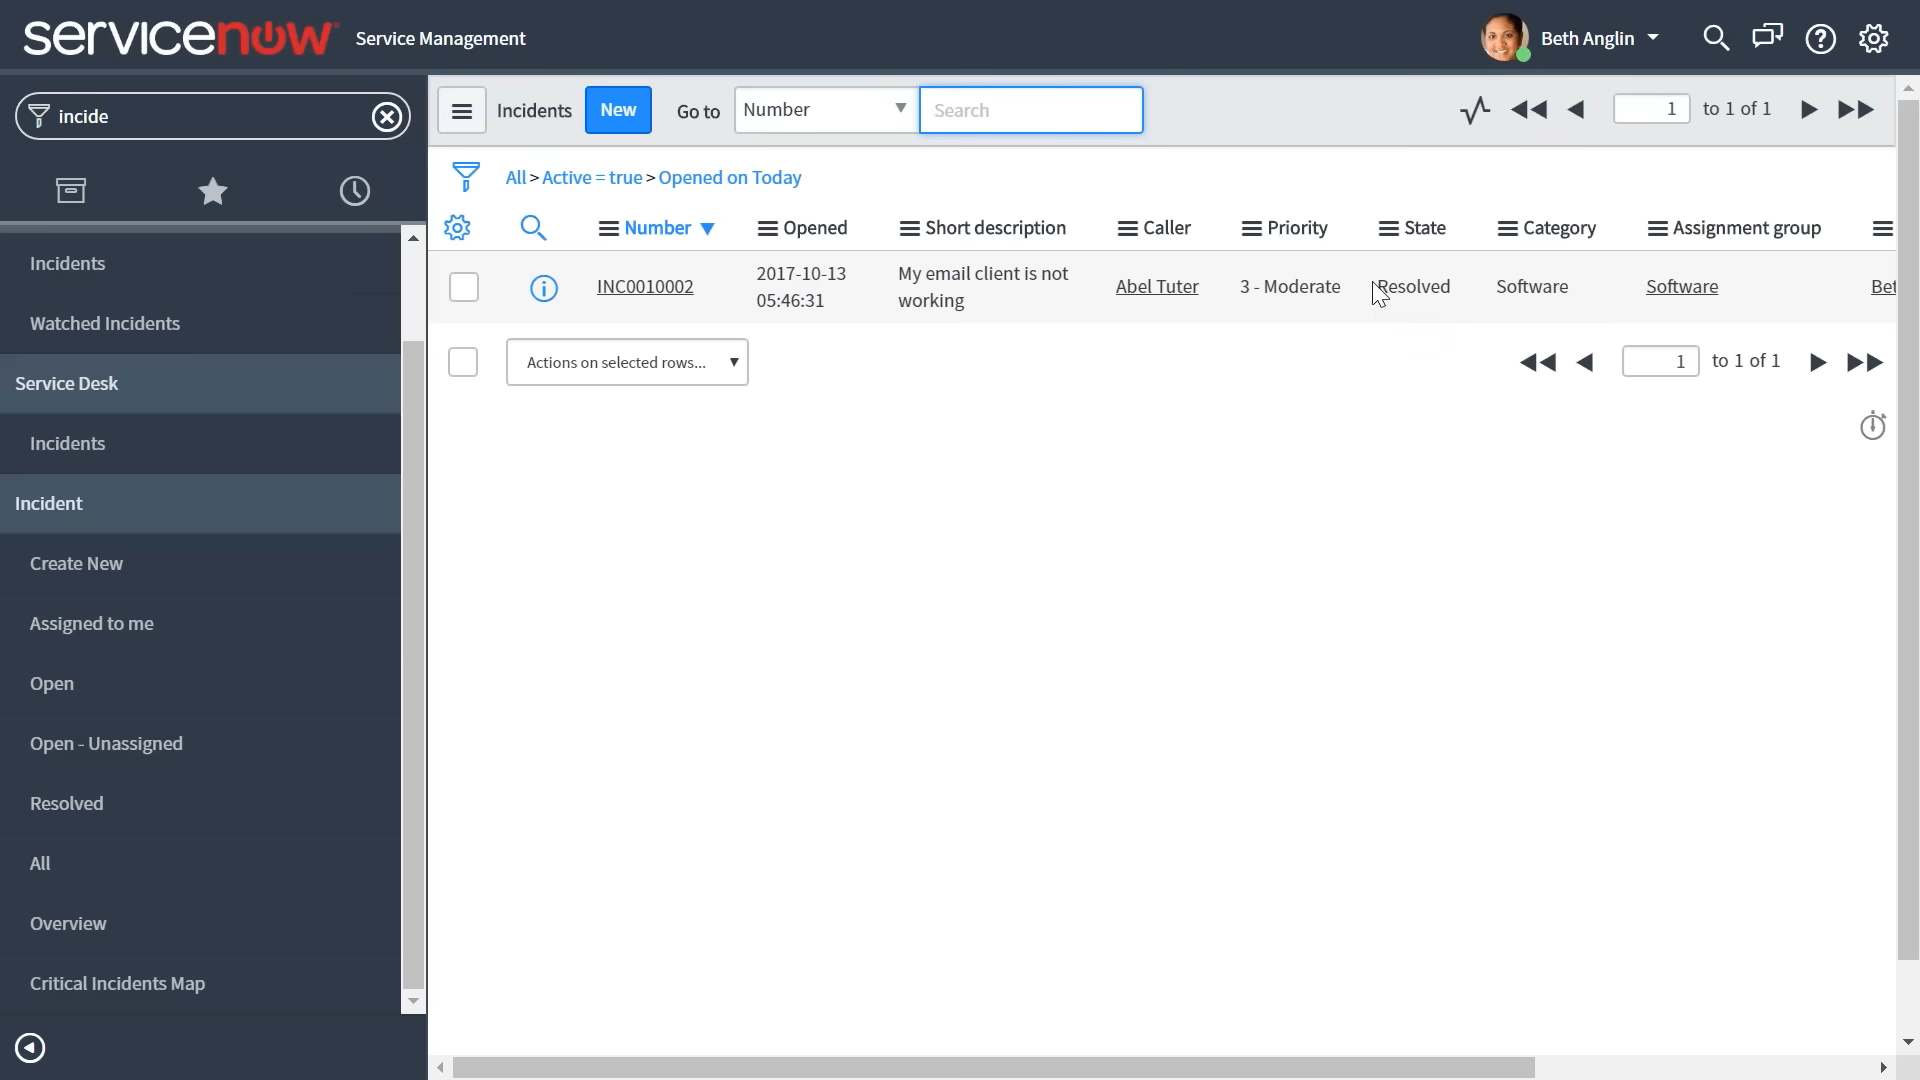 servicenow Service Management
Beth Anglin
incide
Incidents New Go to Number Search
1 to 1 of 1
All > Active = true > Opened on Today
Number Opened Short description Caller Priority State Category Assignment group
INC0010002 2017-10-13 05:46:31 My email client is not working Abel Tuter 3 - Moderate Resolved Software Software
Actions on selected rows...
1 to 1 of 1
Incidents
Watched Incidents
Service Desk
Incidents
Incident
Create New
Assigned to me
Open
Open - Unassigned
Resolved
All
Overview
Critical Incidents Map